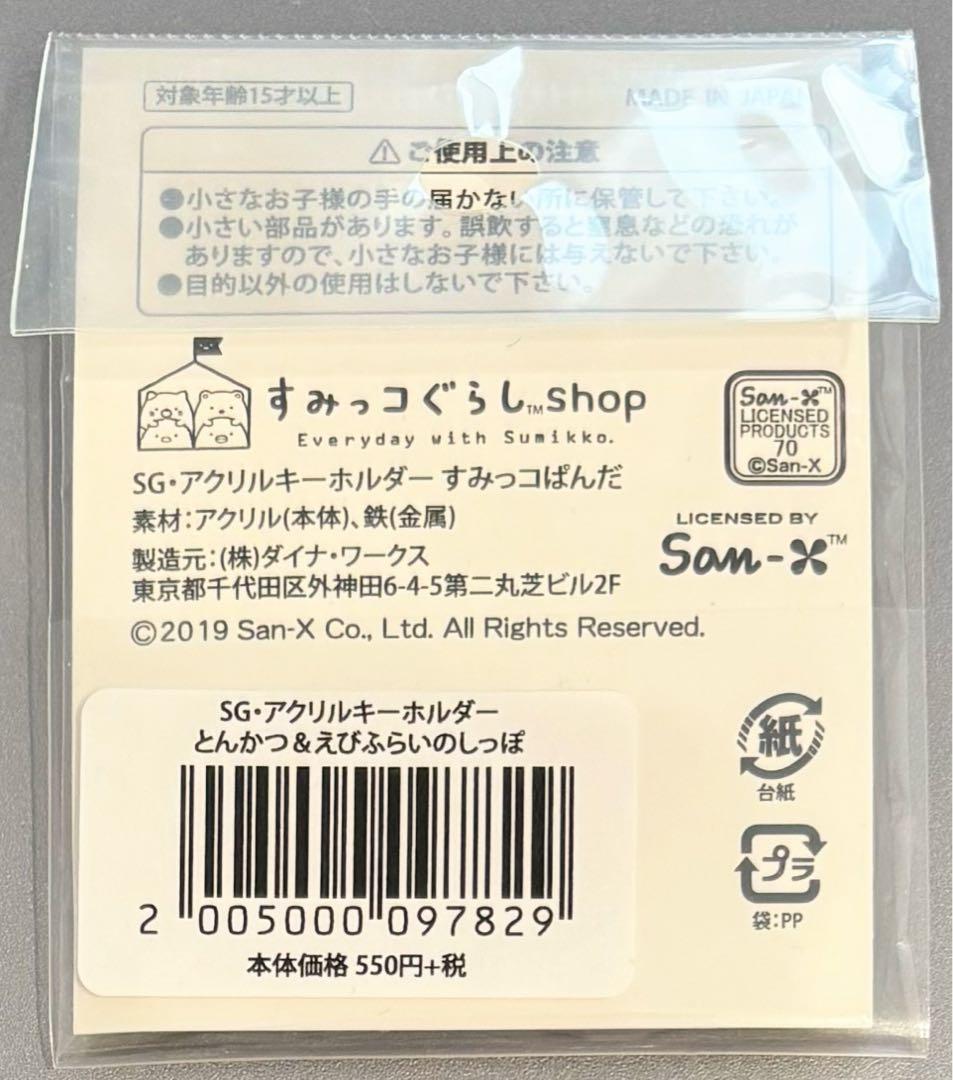 対象年齢15才以上
MADE IN JAPAN
⚠ご使用上の注意
●小さなお子様の手の届かない所に保管して下さい。
●小さい部品があります。誤飲すると窒息などの恐れが
ありますので、小さなお子様には与えないで下さい。
●目的以外の使用はしないで下さい。
すみっコぐらし™shop
Everyday with Sumikko.
San-X™
LICENSED
PRODUCTS
70
©San-X
SG・アクリルキーホルダー すみっコぱんだ
素材：アクリル(本体)、鉄(金属)
LICENSED BY
San-X™
製造元：(株)ダイナ・ワークス
東京都千代田区外神田6-4-5第二丸芝ビル2F
©2019 San-X Co., Ltd. All Rights Reserved.
SG・アクリルキーホルダー
とんかつ＆えびふらいのしっぽ
2 005000 097829
本体価格 550円+税
紙
台紙
プラ
袋：PP